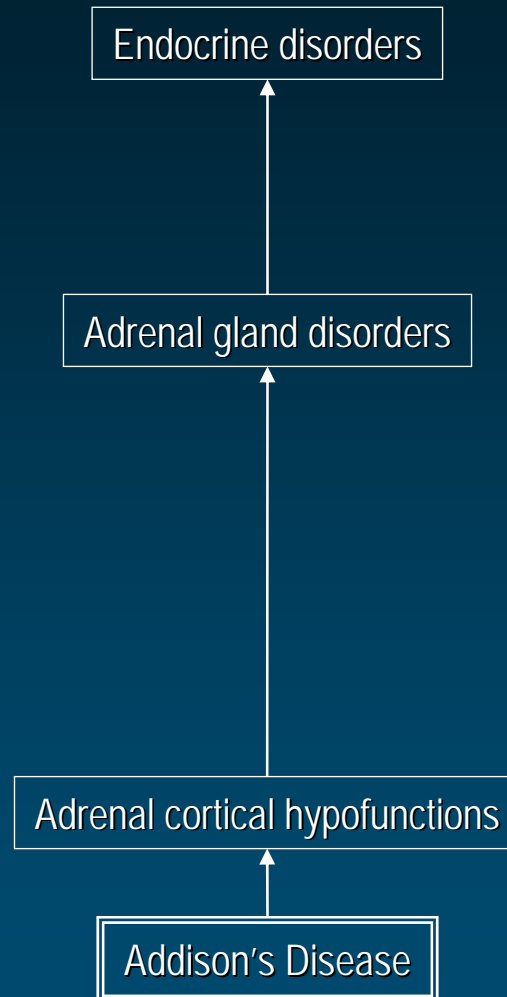 Endocrine disorders
Adrenal gland disorders
Adrenal cortical hypofunctions
Addison's Disease